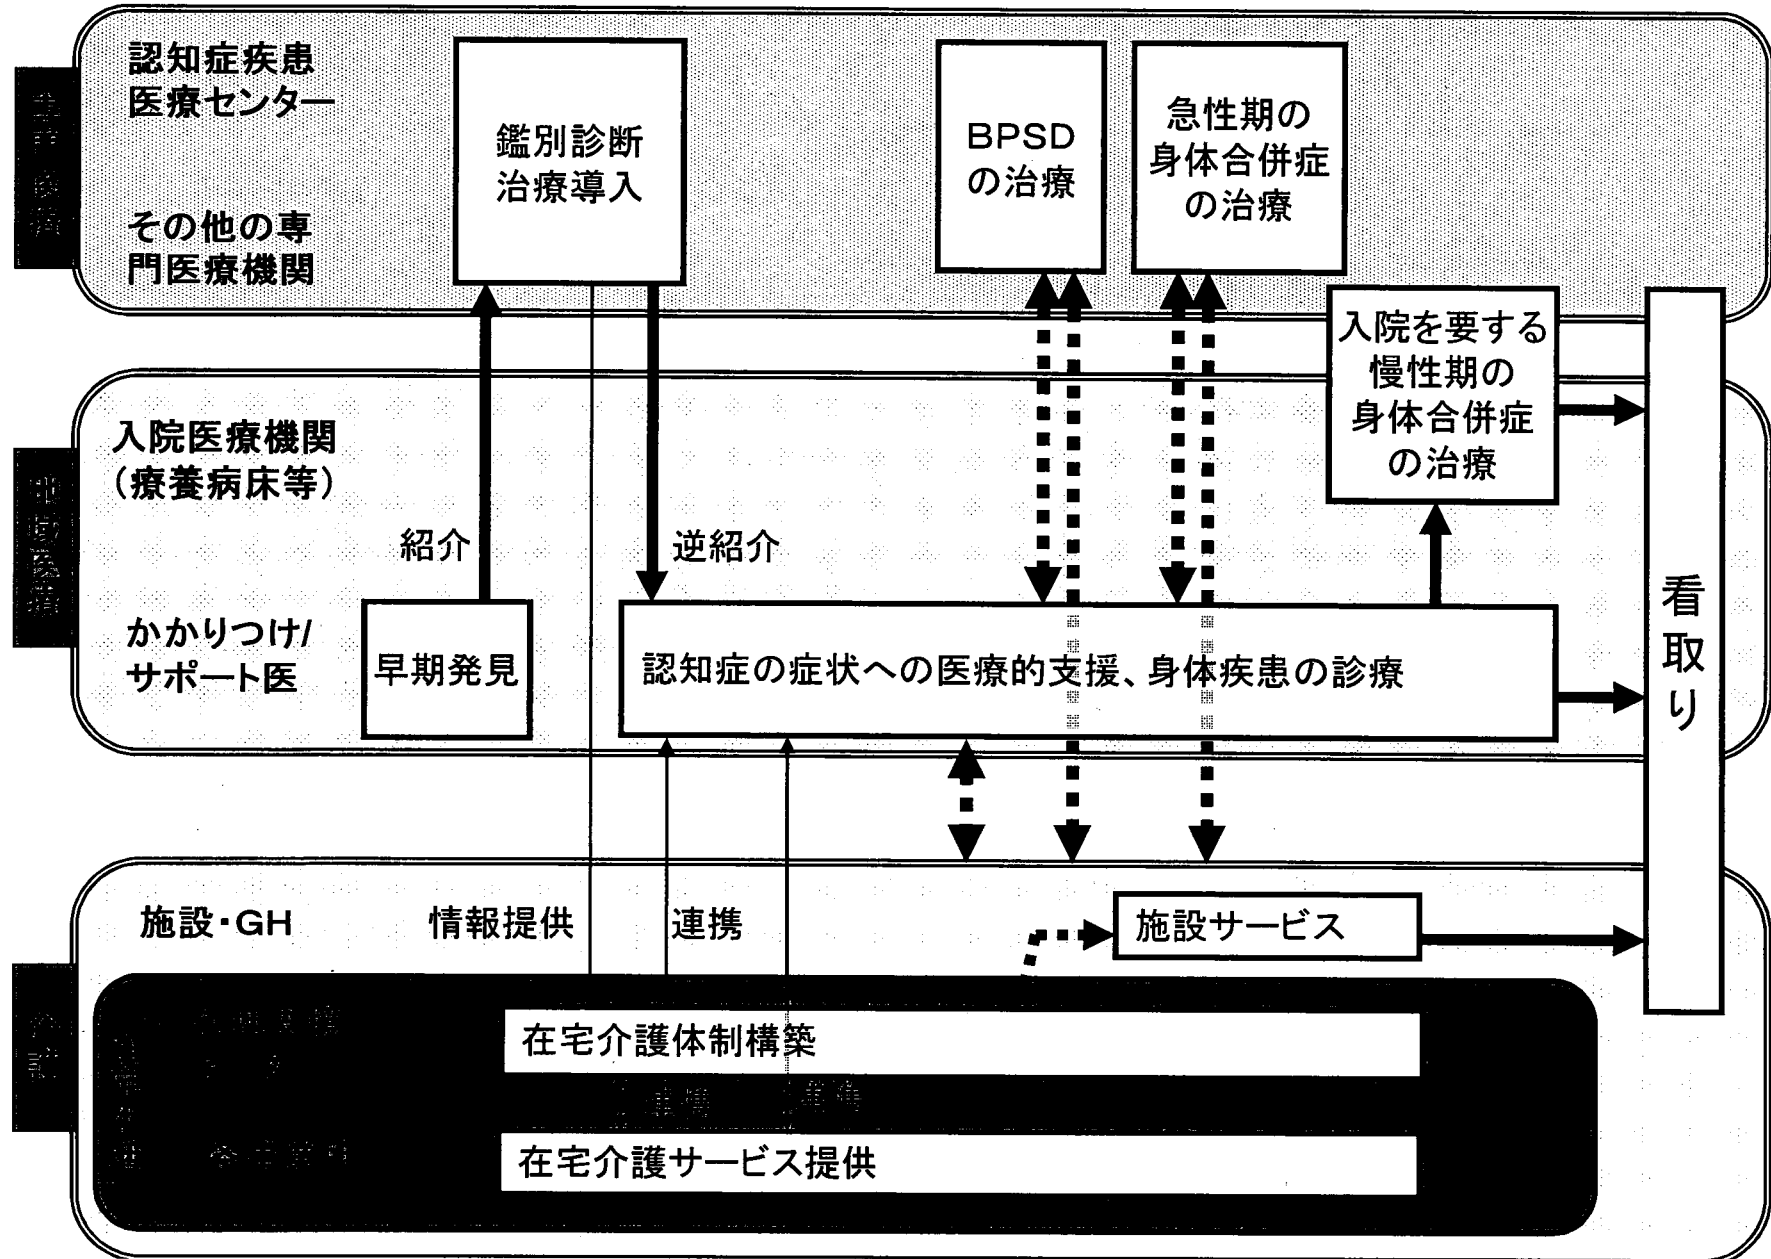 認知症疾患
医療センター
その他の専
門医療機関
鑑別診断
治療導入
BPSD
の治療
急性期の
身体合併症
の治療
入院を要する
慢性期の
身体合併症
の治療
入院医療機関
(療養病床等)
紹介
逆紹介
かかりつけ/
サポート医
早期発見
認知症の症状への医療的支援、身体疾患の診療
看取り
施設・GH
情報提供
連携
施設サービス
在宅介護体制構築
連携
連携
在宅介護サービス提供